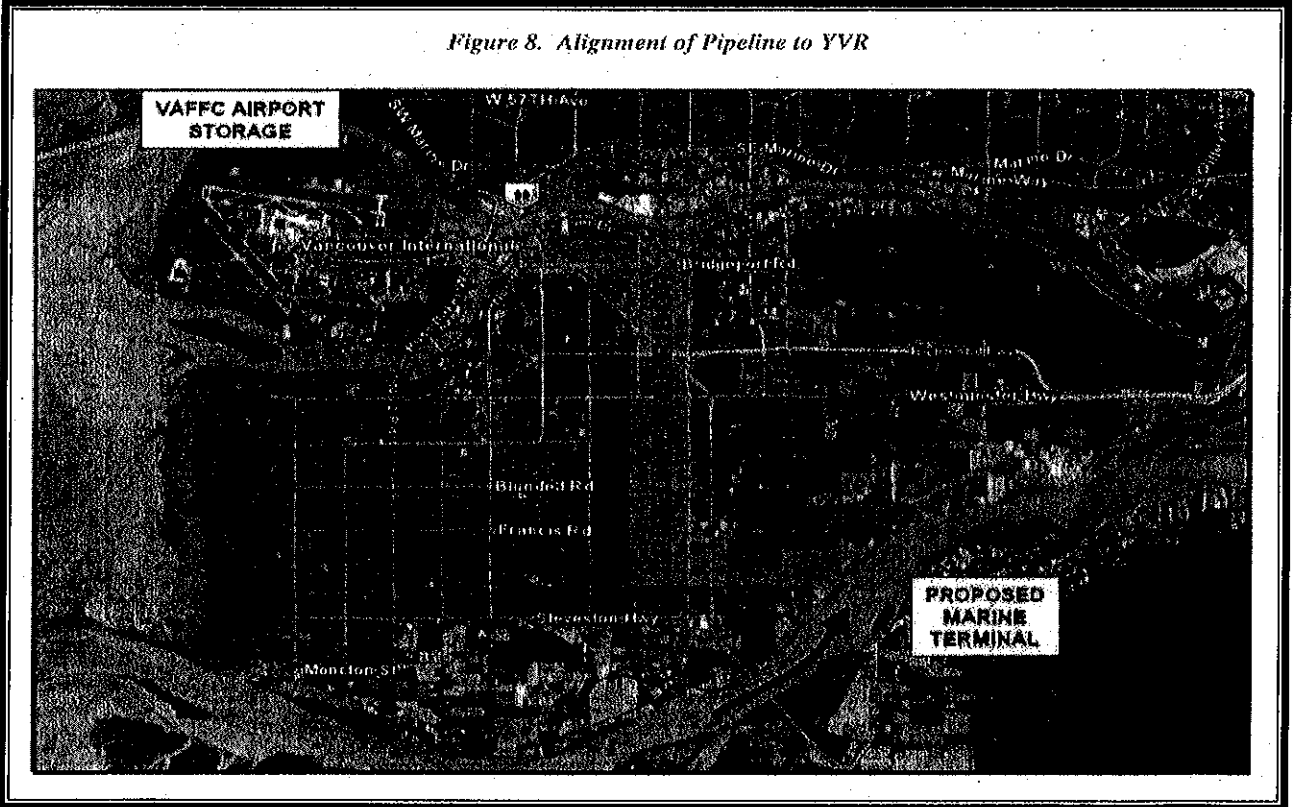 Figure 8. Alignment of Pipeline to YVR
VAFFC AIRPORT
STORAGE
W 57TH Ave
SW Marine Dr
SE Marine Dr
Marine Dr
Marine Way
99
Vancouver Internationale
Bridgeport Rd
Westminster Hwy
Blundell Rd
Francis Rd
PROPOSED
MARINE
TERMINAL
Steveston Hwy
Moncton St